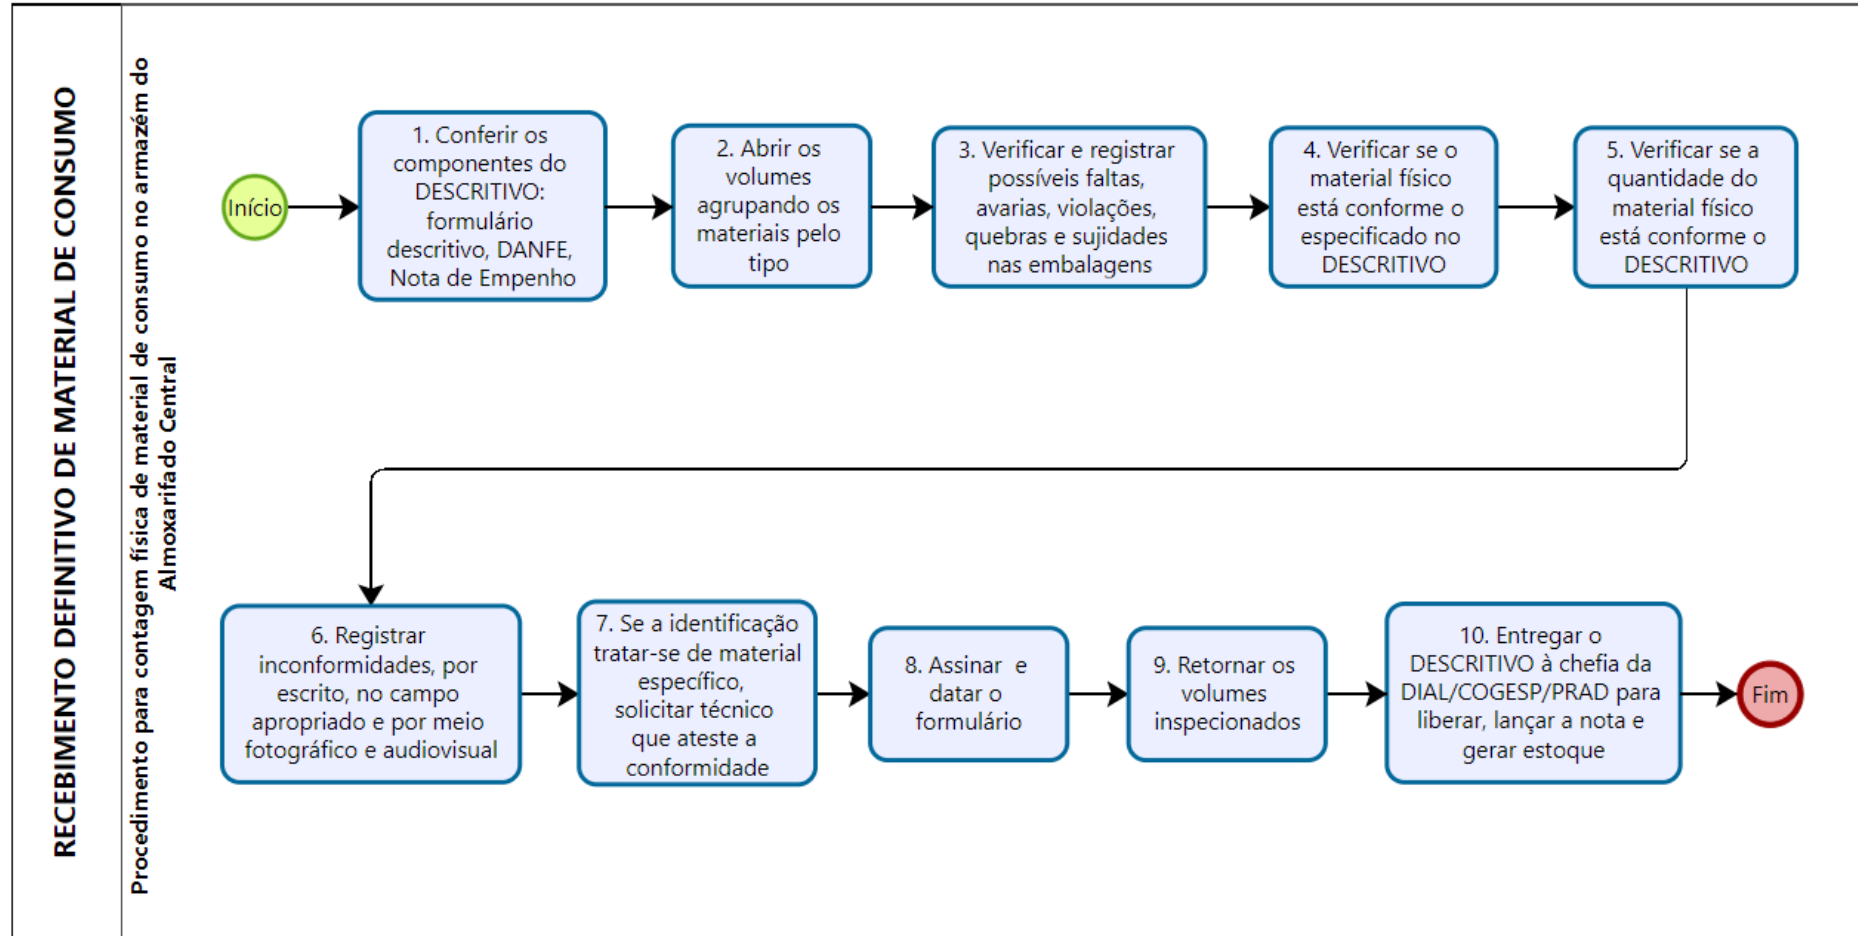 RECEBIMENTO DEFINITIVO DE MATERIAL DE CONSUMO
Procedimento para contagem física de material de consumo no armazém do
Almoxarifado Central
Início
1. Conferir os
componentes do
DESCRITIVO:
formulário
descritivo, DANFE,
Nota de Empenho
2. Abrir os
volumes
agrupando os
materiais pelo
tipo
3. Verificar e registrar
possíveis faltas,
avarias, violações,
quebras e sujidades
nas embalagens
4. Verificar se o
material físico
está conforme o
especificado no
DESCRITIVO
5. Verificar se a
quantidade do
material físico
está conforme o
DESCRITIVO
6. Registrar
inconformidades, por
escrito, no campo
apropriado e por meio
fotográfico e audiovisual
7. Se a identificação
tratar-se de material
específico,
solicitar técnico
que ateste a
conformidade
8. Assinar e
datar o
formulário
9. Retornar os
volumes
inspecionados
10. Entregar o
DESCRITIVO à chefia da
DIAL/COGESP/PRAD para
liberar, lançar a nota e
gerar estoque
Fim